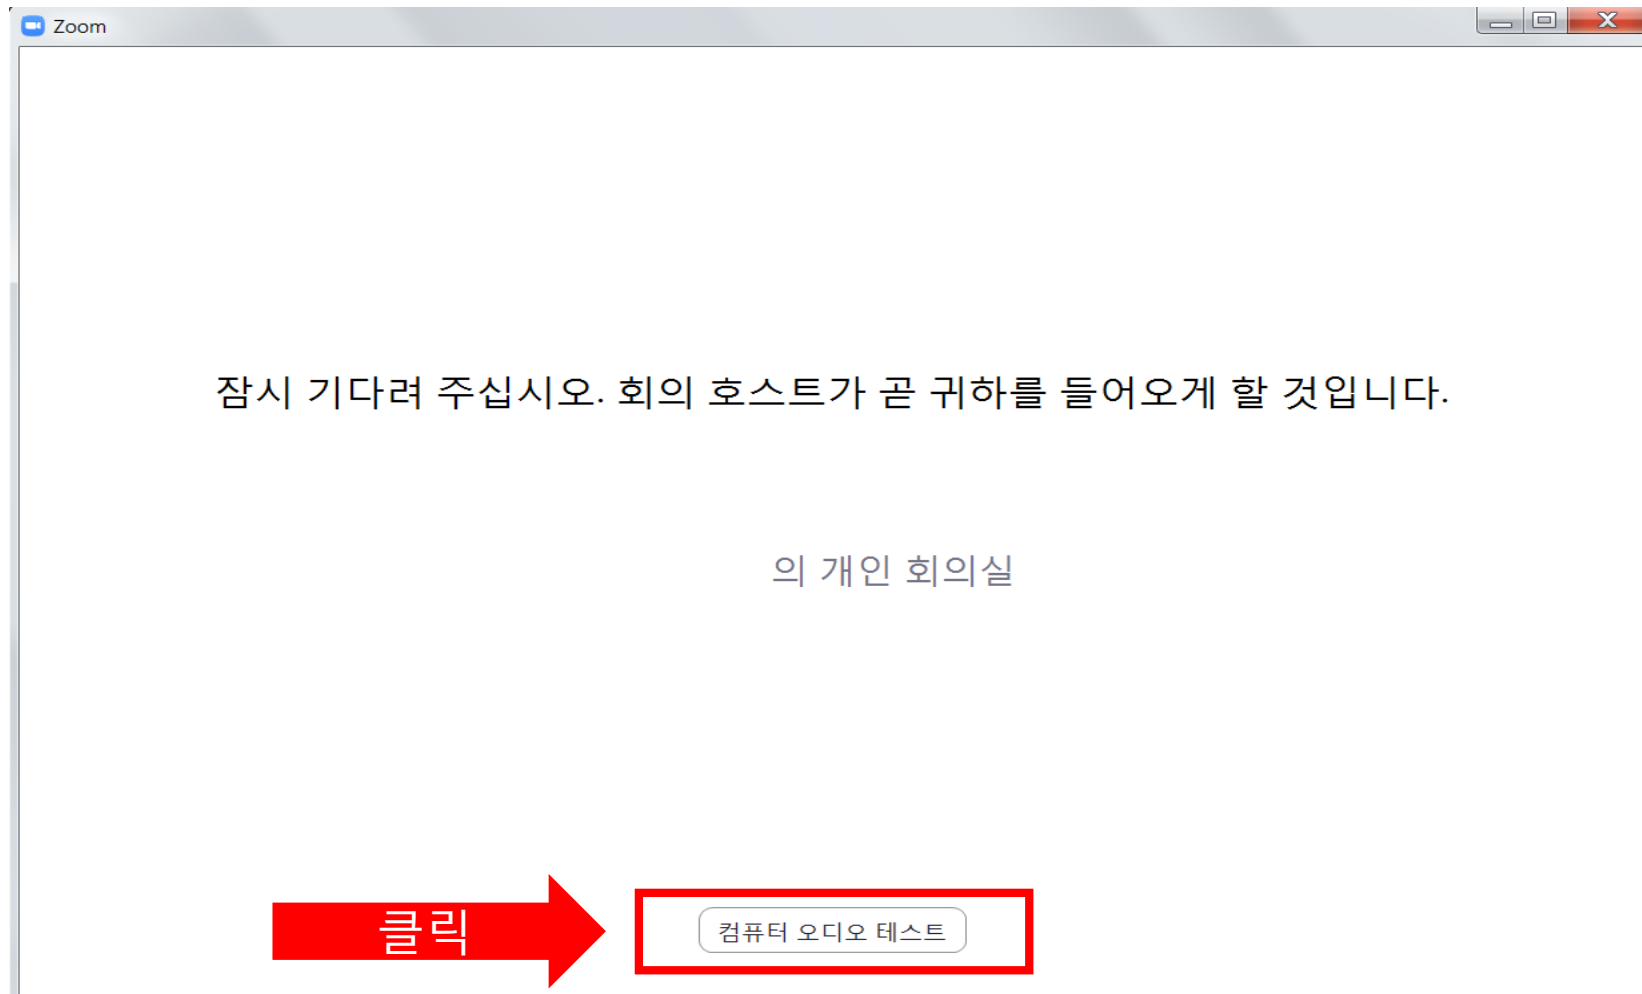 Zoom
잠시 기다려 주십시오. 회의 호스트가 곧 귀하를 들어오게 할 것입니다.
의 개인 회의실
클릭
컴퓨터 오디오 테스트